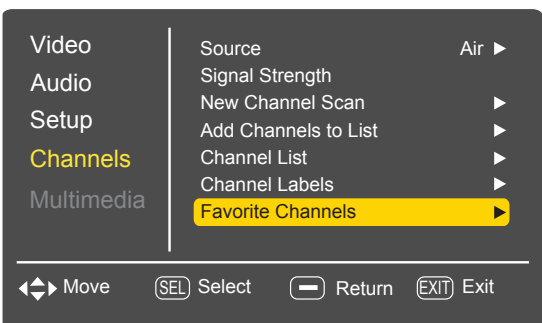 Video
Audio
Setup
Channels
Multimedia
Source Air
Signal Strength
New Channel Scan
Add Channels to List
Channel List
Channel Labels
Favorite Channels
Move SEL Select Return EXIT Exit